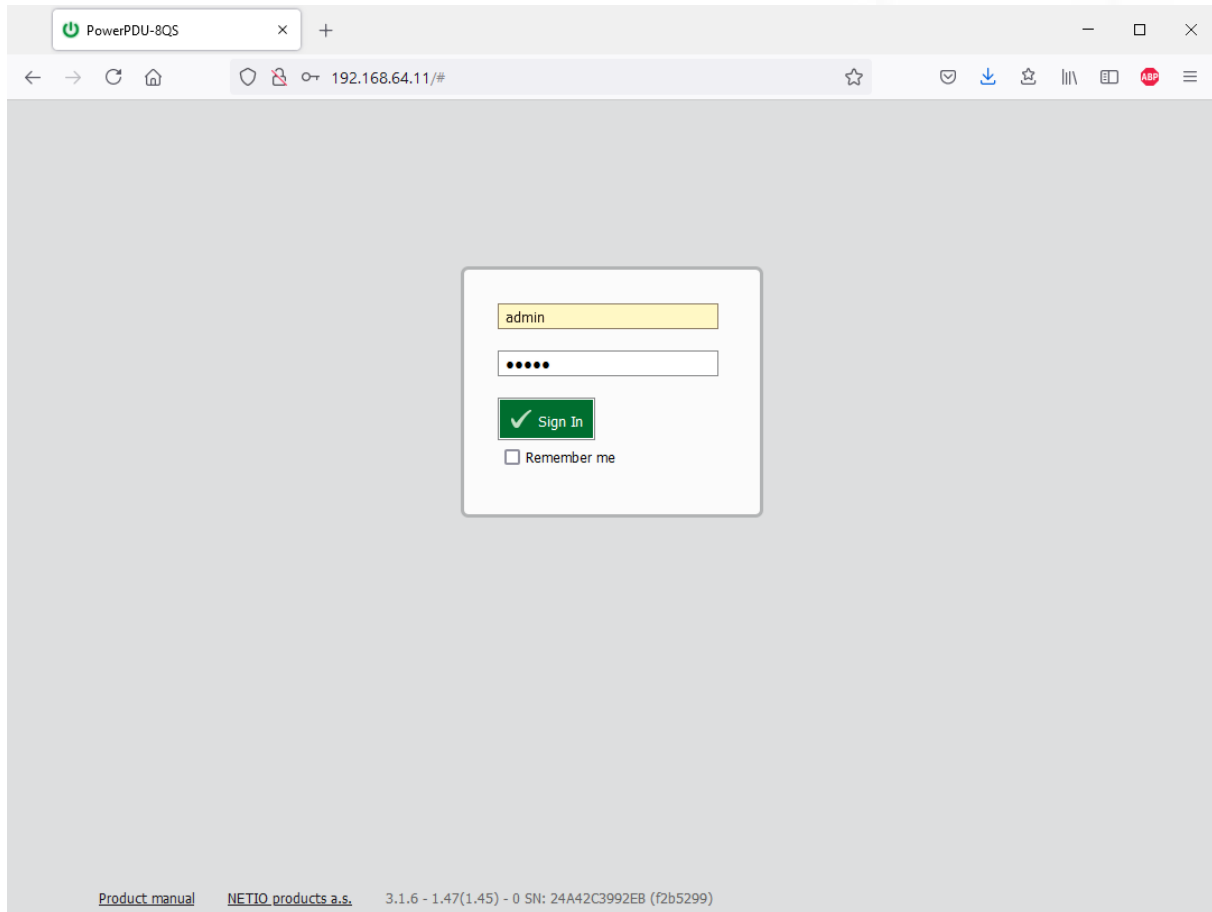 PowerPDU-8QS
192.168.64.11/#
ABP
admin
•••••
Sign In
Remember me
Product manual NETIO products a.s. 3.1.6 - 1.47(1.45) - 0 SN: 24A42C3992EB (f2b5299)